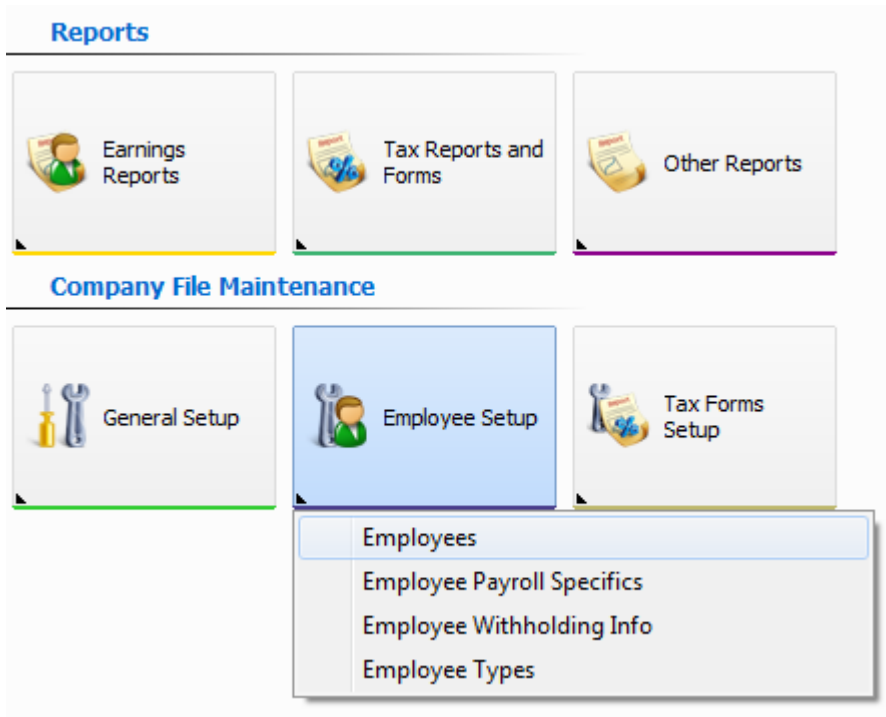 Reports
Earnings
Reports
Tax Reports and
Forms
Other Reports
Company File Maintenance
General Setup
Employee Setup
Tax Forms
Setup
Employees
Employee Payroll Specifics
Employee Withholding Info
Employee Types